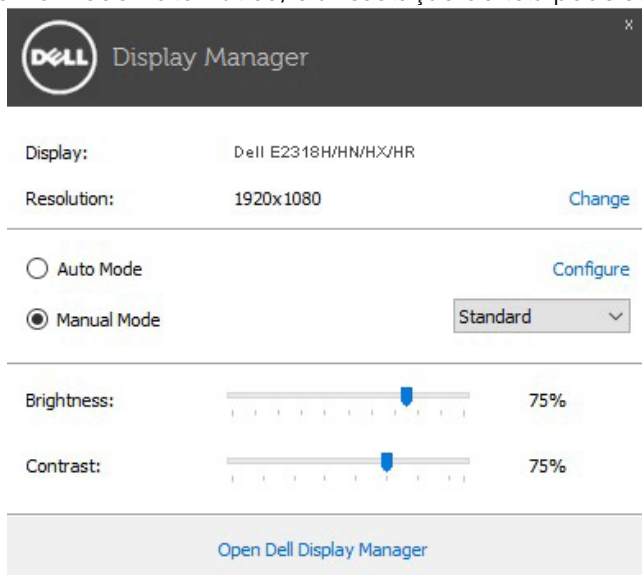 x
DELL Display Manager
Display: Dell E2318H/HN/HX/HR
Resolution: 1920x1080 Change
Auto Mode Configure
Manual Mode Standard
Brightness: 75%
Contrast: 75%
Open Dell Display Manager